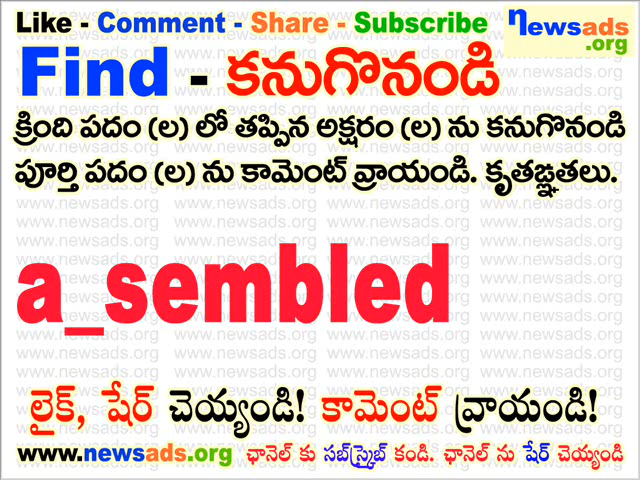 Like - Comment - Share - Subscribe
newsads
.org
Find - కనుగొనండి
క్రింది పదం (ల) లో తప్పిన అక్షరం (ల) ను కనుగొనండి
పూర్తి పదం (ల) ను కామెంట్ వ్రాయండి. కృతజ్ఞతలు.
a_sembled
లైక్, షేర్ చెయ్యండి! కామెంట్ వ్రాయండి!
www.newsads.org ఛానెల్ కు సబ్‌స్క్రైబ్ కండి. ఛానెల్ ను షేర్ చెయ్యండి